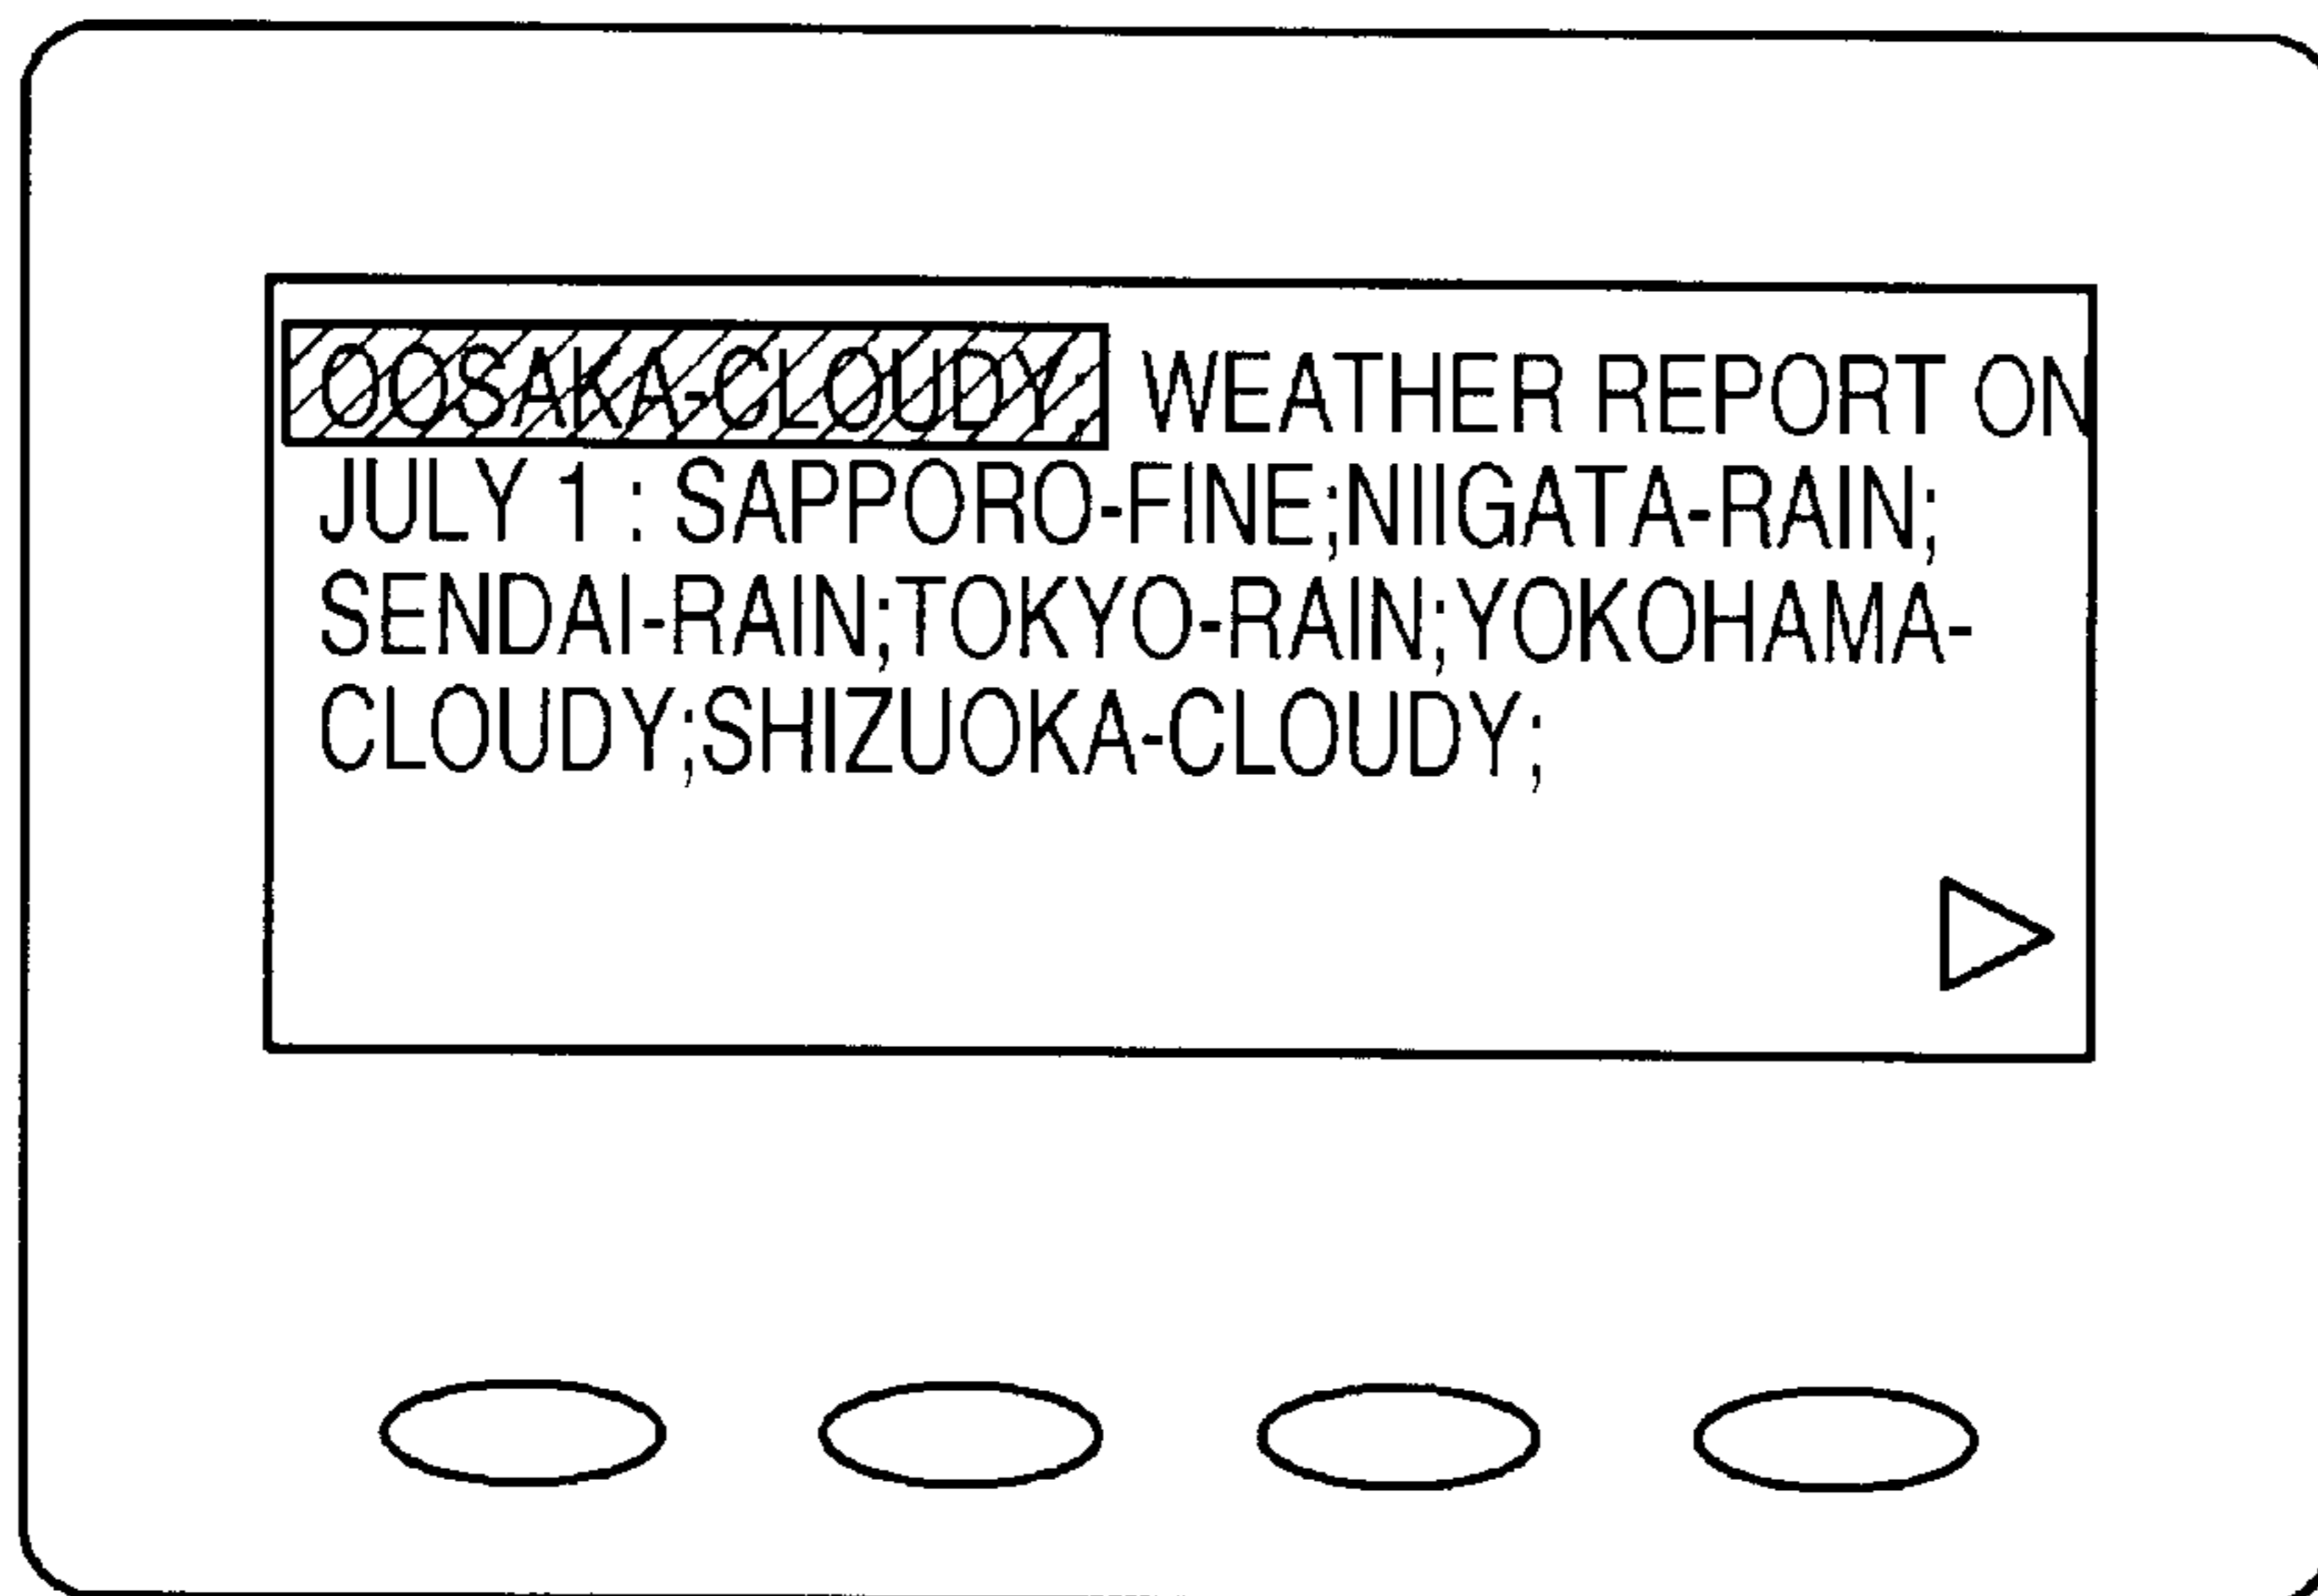 OOSAKA-CLOUDY, WEATHER REPORT ON
JULY 1 : SAPPORO-FINE;NIIGATA-RAIN;
SENDAI-RAIN;TOKYO-RAIN;YOKOHAMA-
CLOUDY;SHIZUOKA-CLOUDY;